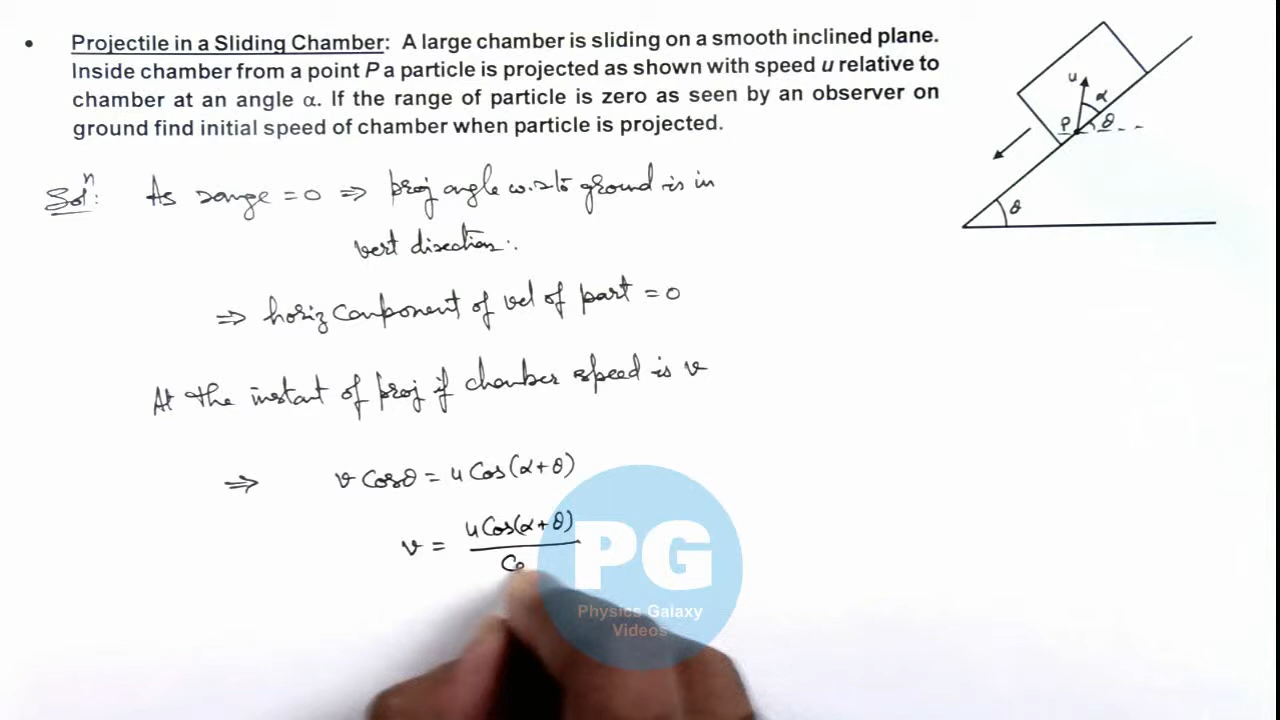 • Projectile in a Sliding Chamber: A large chamber is sliding on a smooth inclined plane.
Inside chamber from a point P a particle is projected as shown with speed u relative to
chamber at an angle α. If the range of particle is zero as seen by an observer on
ground find initial speed of chamber when particle is projected.
u
α
P
θ
θ
Solⁿ: As range = 0 ⇒ proj angle w.r.to ground is in
vert direction.
⇒ horiz component of vel of part = 0
At the instant of proj if chamber speed is v
⇒ v Cosθ = u Cos(α+θ)
v = u Cos(α+θ)
Co
PG
Physics Galaxy
Videos